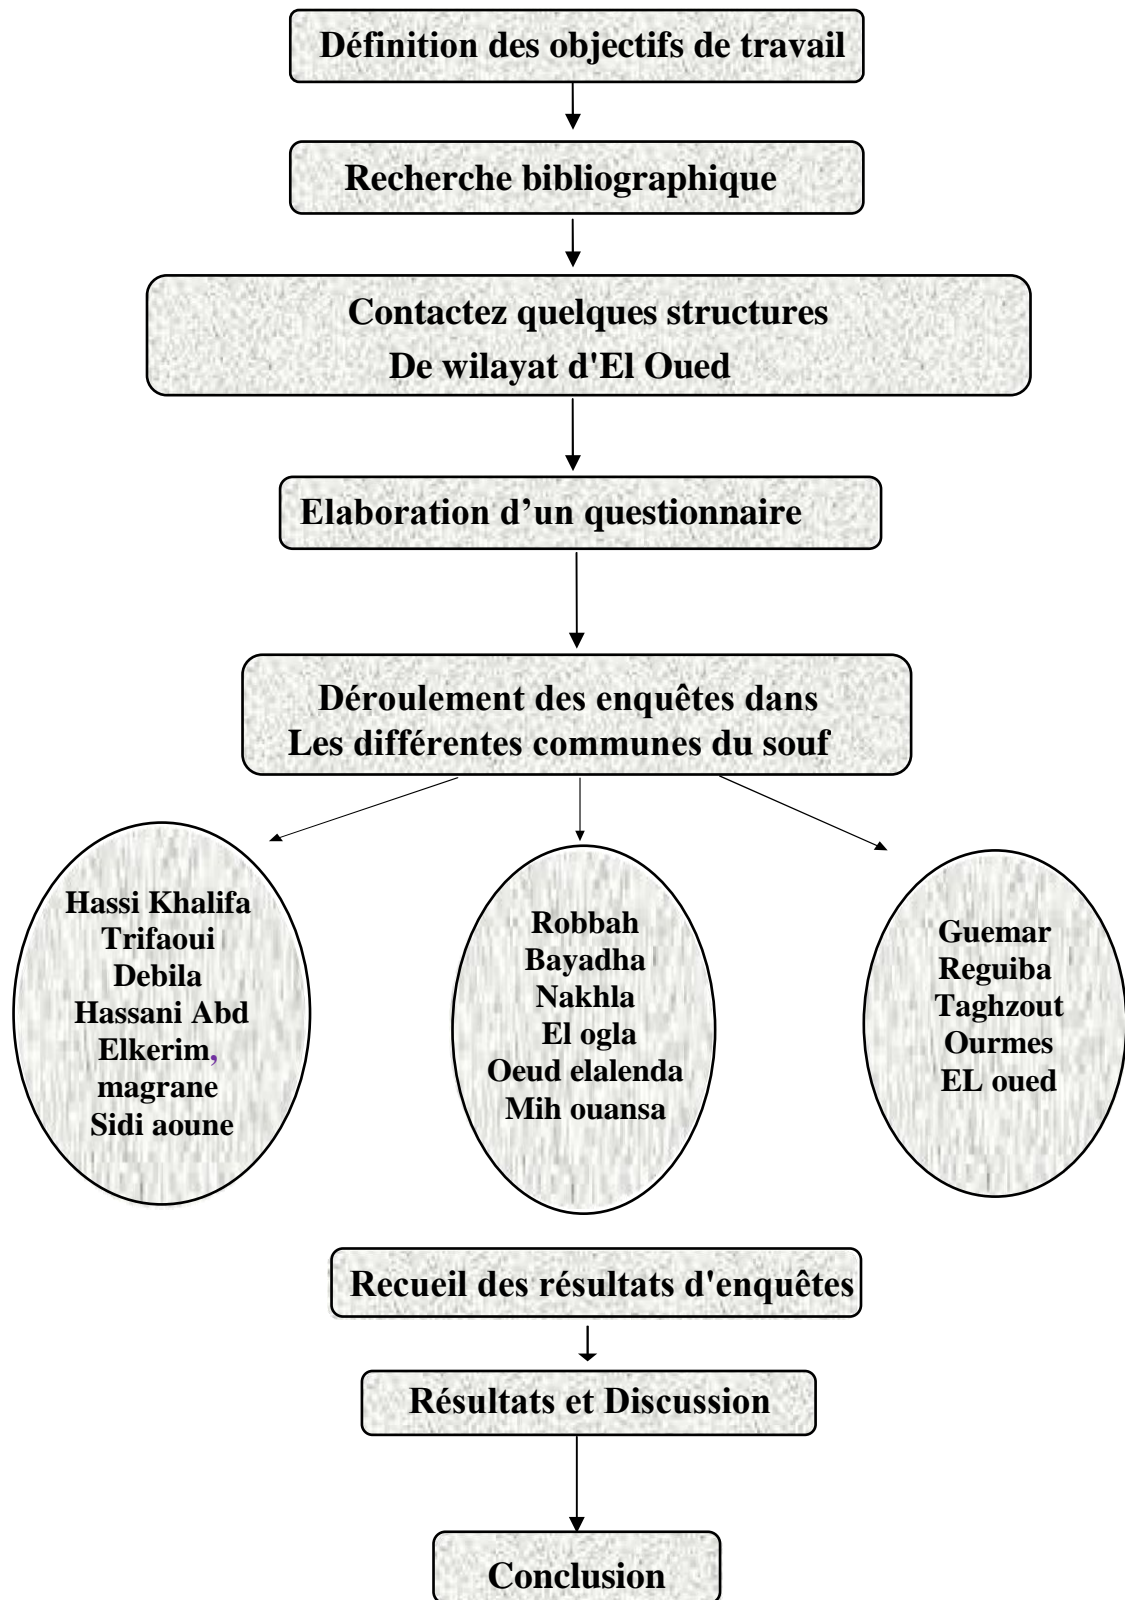 Définition des objectifs de travail
Recherche bibliographique
Contactez quelques structures
De wilayat d'El Oued
Elaboration d’un questionnaire
Déroulement des enquêtes dans
Les différentes communes du souf
Hassi Khalifa
Trifaoui
Debila
Hassani Abd
Elkerim,
magrane
Sidi aoune
Robbah
Bayadha
Nakhla
El ogla
Oeud elalenda
Mih ouansa
Guemar
Reguiba
Taghzout
Ourmes
EL oued
Recueil des résultats d'enquêtes
Résultats et Discussion
Conclusion